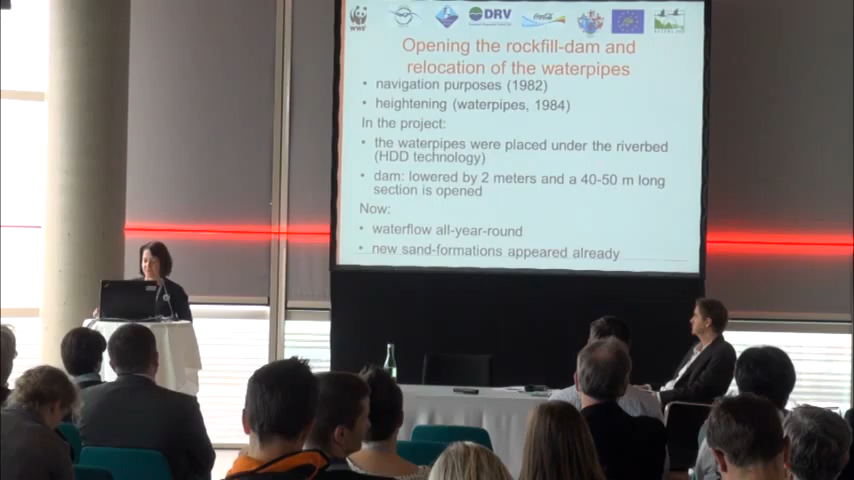 WWF
DRV
Coca-Cola
Opening the rockfill-dam and
relocation of the waterpipes
• navigation purposes (1982)
• heightening (waterpipes, 1984)
In the project:
• the waterpipes were placed under the riverbed
(HDD technology)
• dam: lowered by 2 meters and a 40-50 m long
section is opened
Now:
• waterflow all-year-round
• new sand-formations appeared already